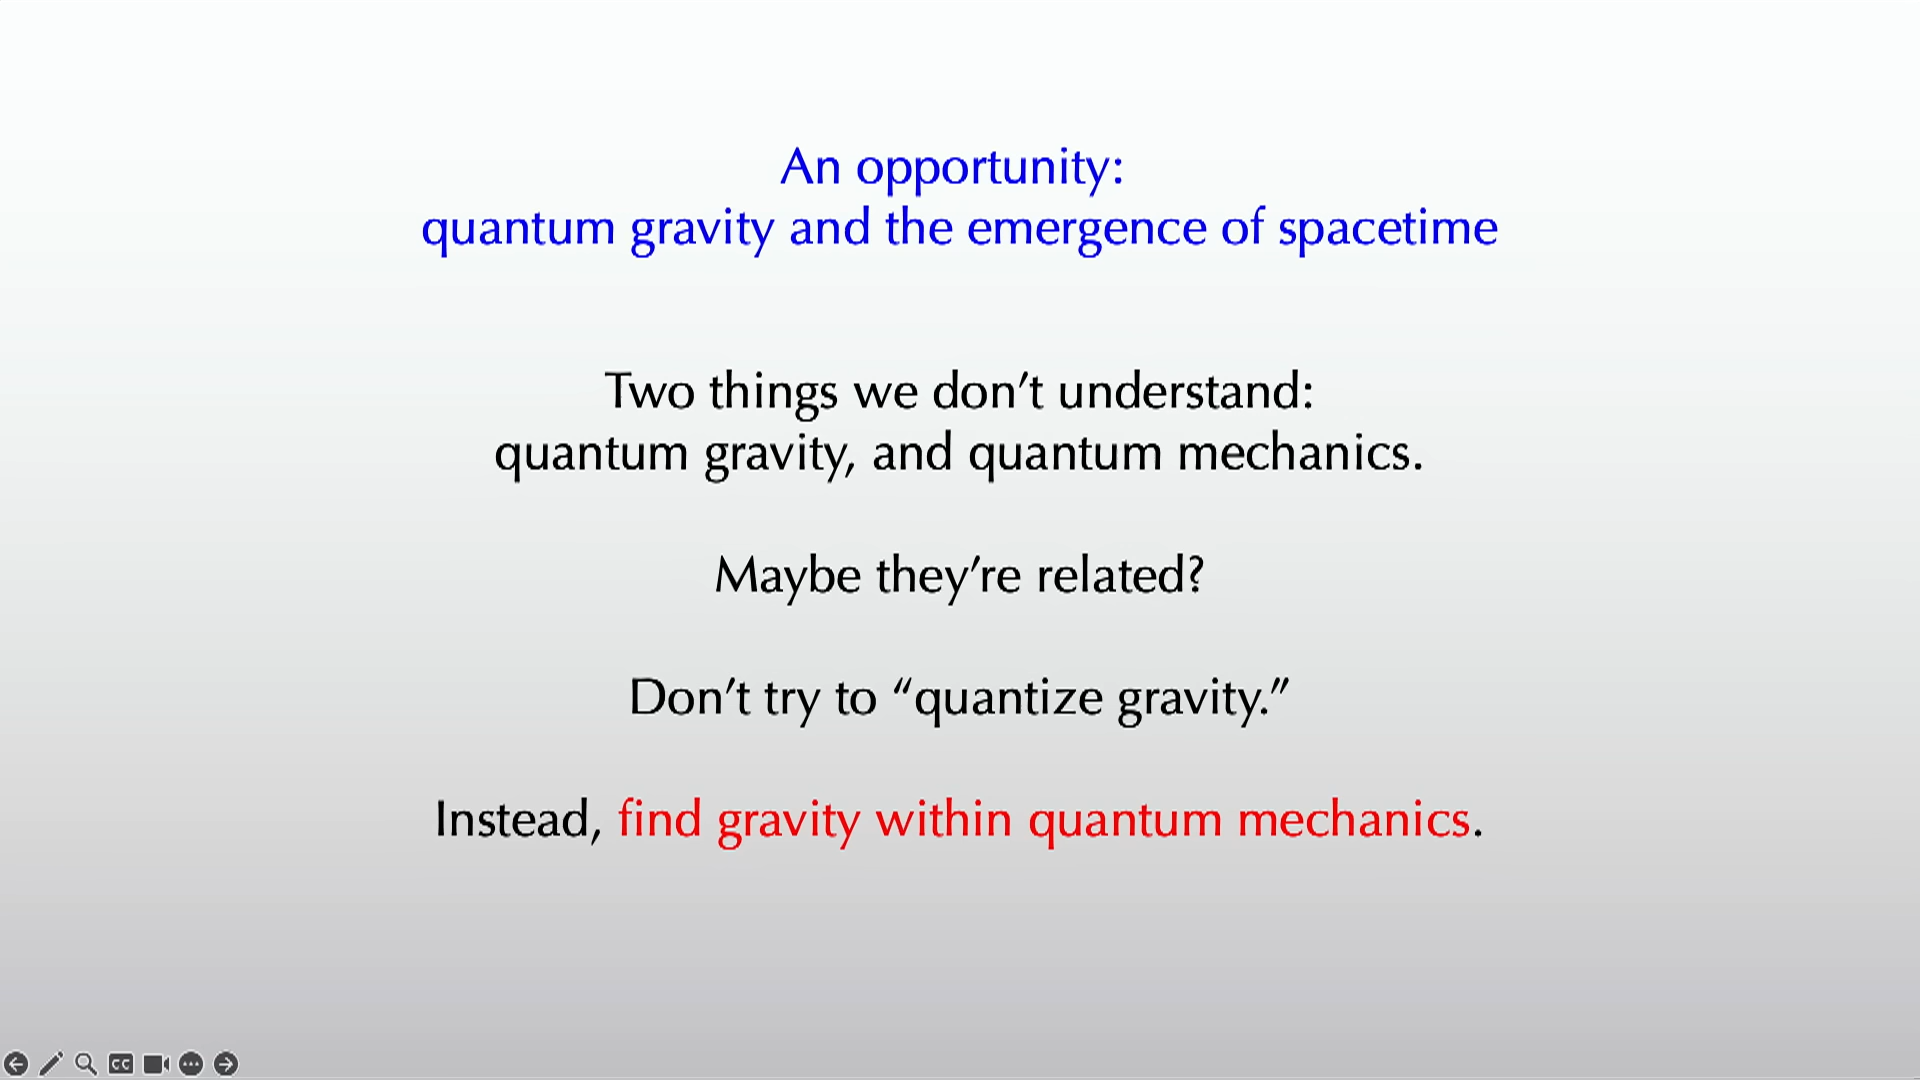 An opportunity:
quantum gravity and the emergence of spacetime
Two things we don’t understand:
quantum gravity, and quantum mechanics.
Maybe they’re related?
Don’t try to “quantize gravity.”
Instead, find gravity within quantum mechanics.
CC